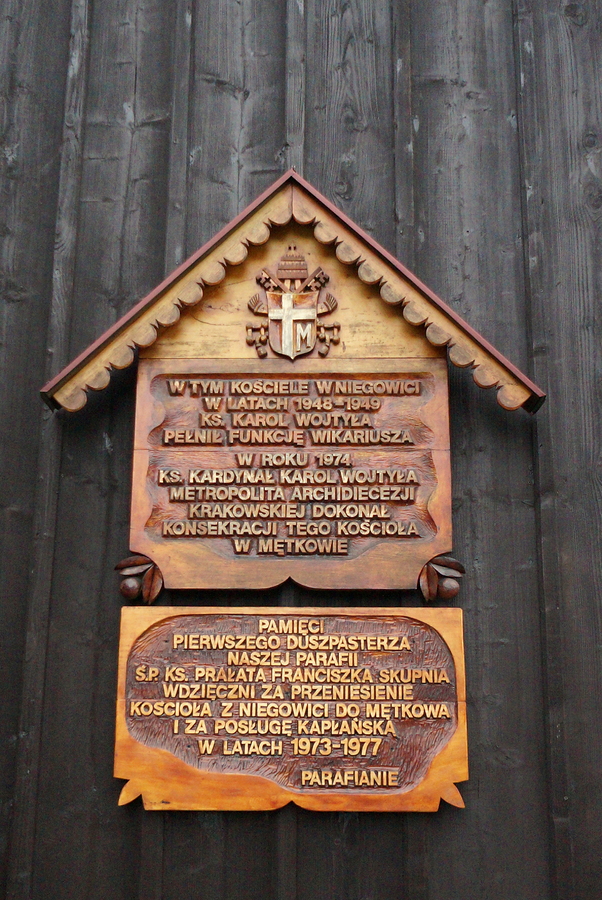 M
W TYM KOŚCIELE W NIEGOWICI
W LATACH 1948-1949
KS. KAROL WOJTYŁA
PEŁNIŁ FUNKCJĘ WIKARIUSZA
W ROKU 1974
KS. KARDYNAŁ KAROL WOJTYŁA
METROPOLITA ARCHIDIECEZJI
KRAKOWSKIEJ DOKONAŁ
KONSEKRACJI TEGO KOŚCIOŁA
W MĘTKOWIE
PAMIĘCI
PIERWSZEGO DUSZPASTERZA
NASZEJ PARAFII
Ś.P. KS. PRAŁATA FRANCISZKA SKUPNIA
WDZIĘCZNI ZA PRZENIESIENIE
KOŚCIOŁA Z NIEGOWICI DO MĘTKOWA
I ZA POSŁUGĘ KAPŁAŃSKĄ
W LATACH 1973-1977
PARAFIANIE